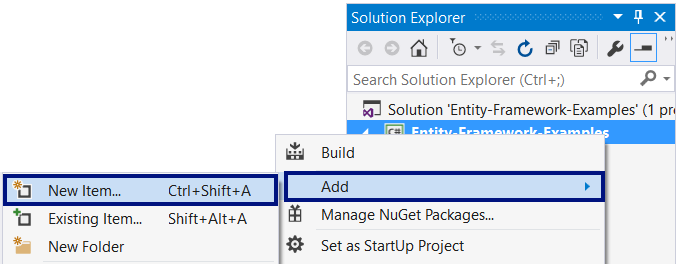 Solution Explorer
Search Solution Explorer (Ctrl+;)
Solution 'Entity-Framework-Examples' (1 pro
C# Entity-Framework-Examples
Build
Add
Manage NuGet Packages...
Set as StartUp Project
New Item... Ctrl+Shift+A
Existing Item... Shift+Alt+A
New Folder